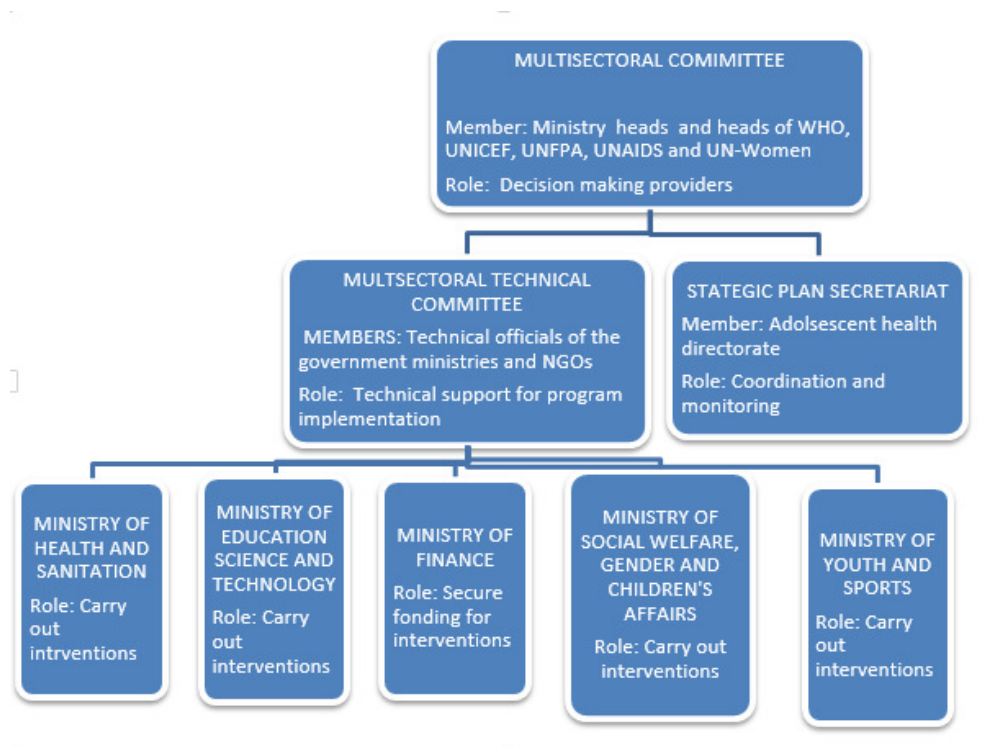 MULTISECTORAL COMIMITTEE
Member: Ministry heads and heads of WHO,
UNICEF, UNFPA, UNAIDS and UN-Women
Role: Decision making providers
MULTSECTORAL TECHNICAL
COMMITTEE
MEMBERS: Technical officials of the
government ministries and NGOs
Role: Technical support for program
implementation
STATEGIC PLAN SECRETARIAT
Member: Adolsescent health
directorate
Role: Coordination and
monitoring
MINISTRY OF
HEALTH AND
SANITATION
Role: Carry
out
intrventions
MINISTRY OF
EDUCATION
SCIENCE AND
TECHNOLOGY
Role: Carry
out
interventions
MINISTRY OF
FINANCE
Role: Secure
fonding for
interventions
MINISTRY OF
SOCIAL WELFARE,
GENDER AND
CHILDREN'S
AFFAIRS
Role: Carry out
interventions
MINISTRY OF
YOUTH AND
SPORTS
Role: Carry
out
interventions